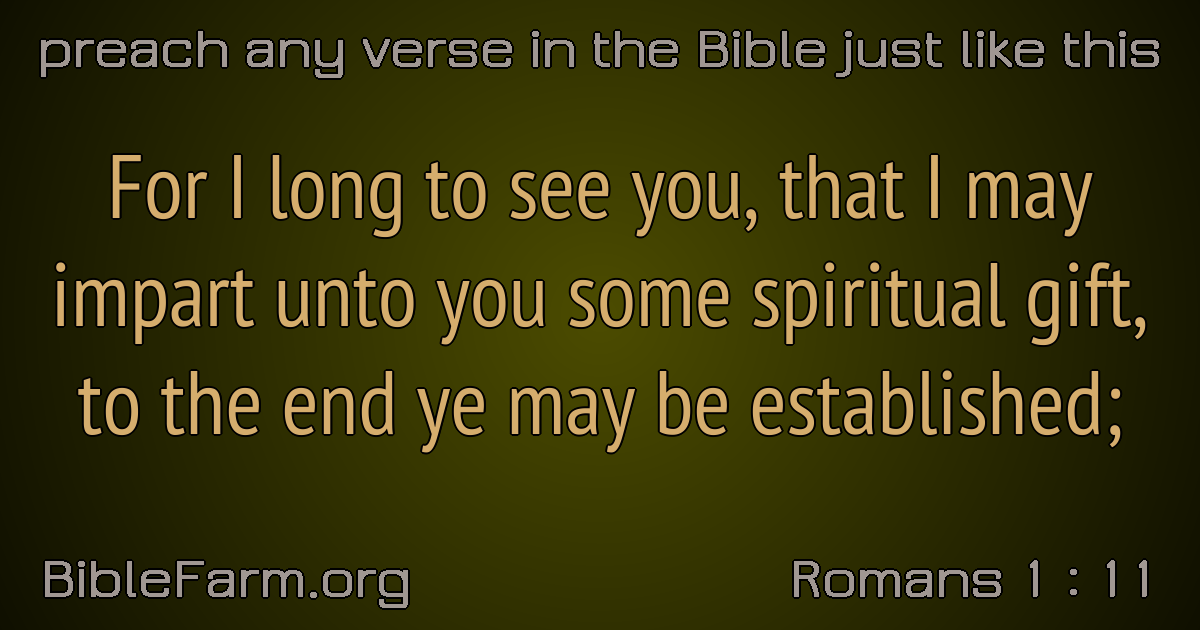 preach any verse in the Bible just like this
For I long to see you, that I may
impart unto you some spiritual gift,
to the end ye may be established;
BibleFarm.org
Romans 1 : 11